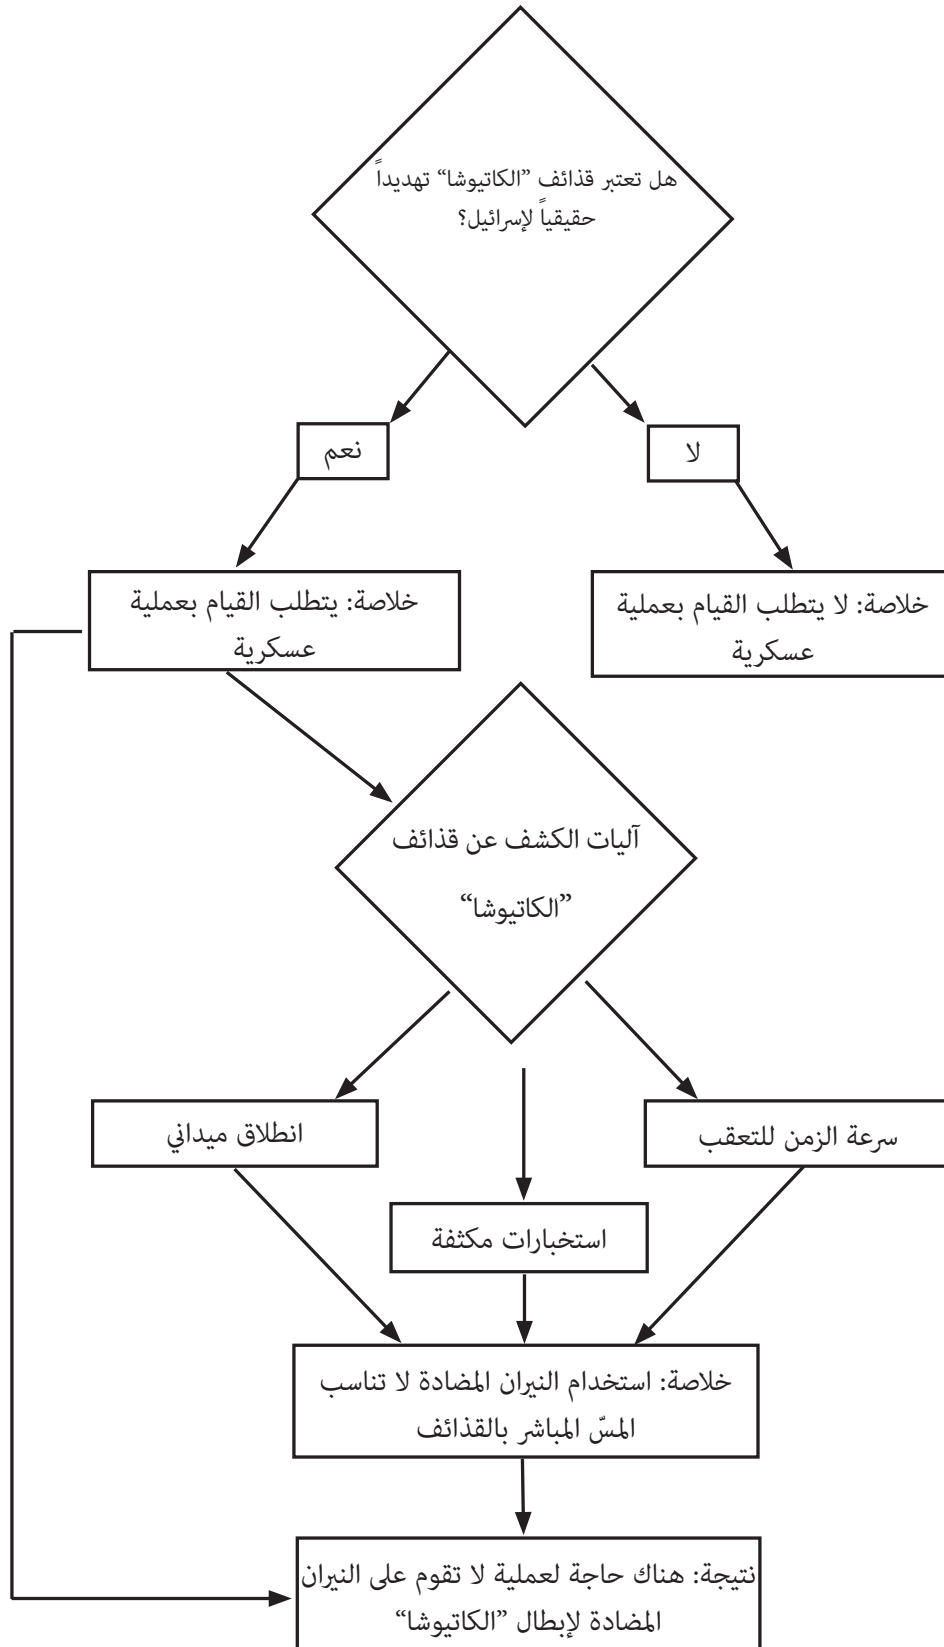 هل تعتبر قذائف ”الكاتيوشا“ تهديداً
حقيقياً لإسرائيل؟
لا
نعم
خلاصة: لا يتطلب القيام بعملية
عسكرية
خلاصة: يتطلب القيام بعملية
عسكرية
آليات الكشف عن قذائف
”الكاتيوشا“
سرعة الزمن للتعقب
انطلاق ميداني
استخبارات مكثفة
خلاصة: استخدام النيران المضادة لا تناسب
المسّ المباشر بالقذائف
نتيجة: هناك حاجة لعملية لا تقوم على النيران
المضادة لإبطال ”الكاتيوشا“